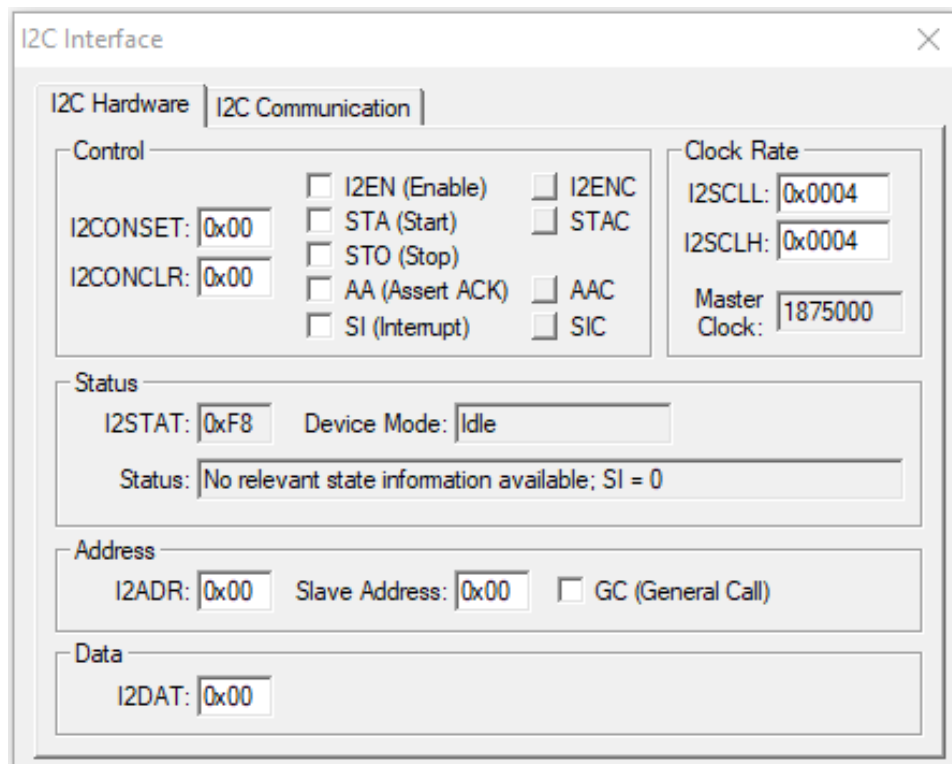 I2C Interface
I2C Hardware I2C Communication
Control
I2CONSET: 0x00
I2CONCLR: 0x00
I2EN (Enable) I2ENC
STA (Start) STAC
STO (Stop)
AA (Assert ACK) AAC
SI (Interrupt) SIC
Clock Rate
I2SCLL: 0x0004
I2SCLH: 0x0004
Master
Clock: 1875000
Status
I2STAT: 0xF8 Device Mode: Idle
Status: No relevant state information available; SI = 0
Address
I2ADR: 0x00 Slave Address: 0x00 GC (General Call)
Data
I2DAT: 0x00